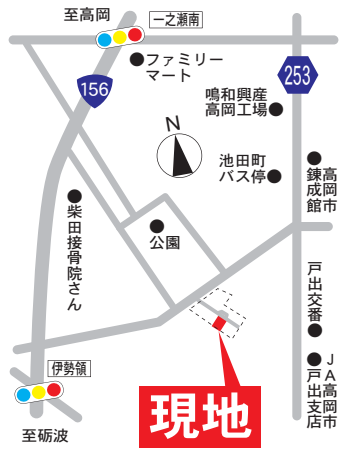 至高岡
一之瀬南
ファミリー
マート
156
253
鳴和興産
高岡工場
N
池田町
バス停
高岡市
錬成館
柴田接骨院さん
公園
戸出交番
JA高岡市
戸出支店
伊勢領
現地
至砺波